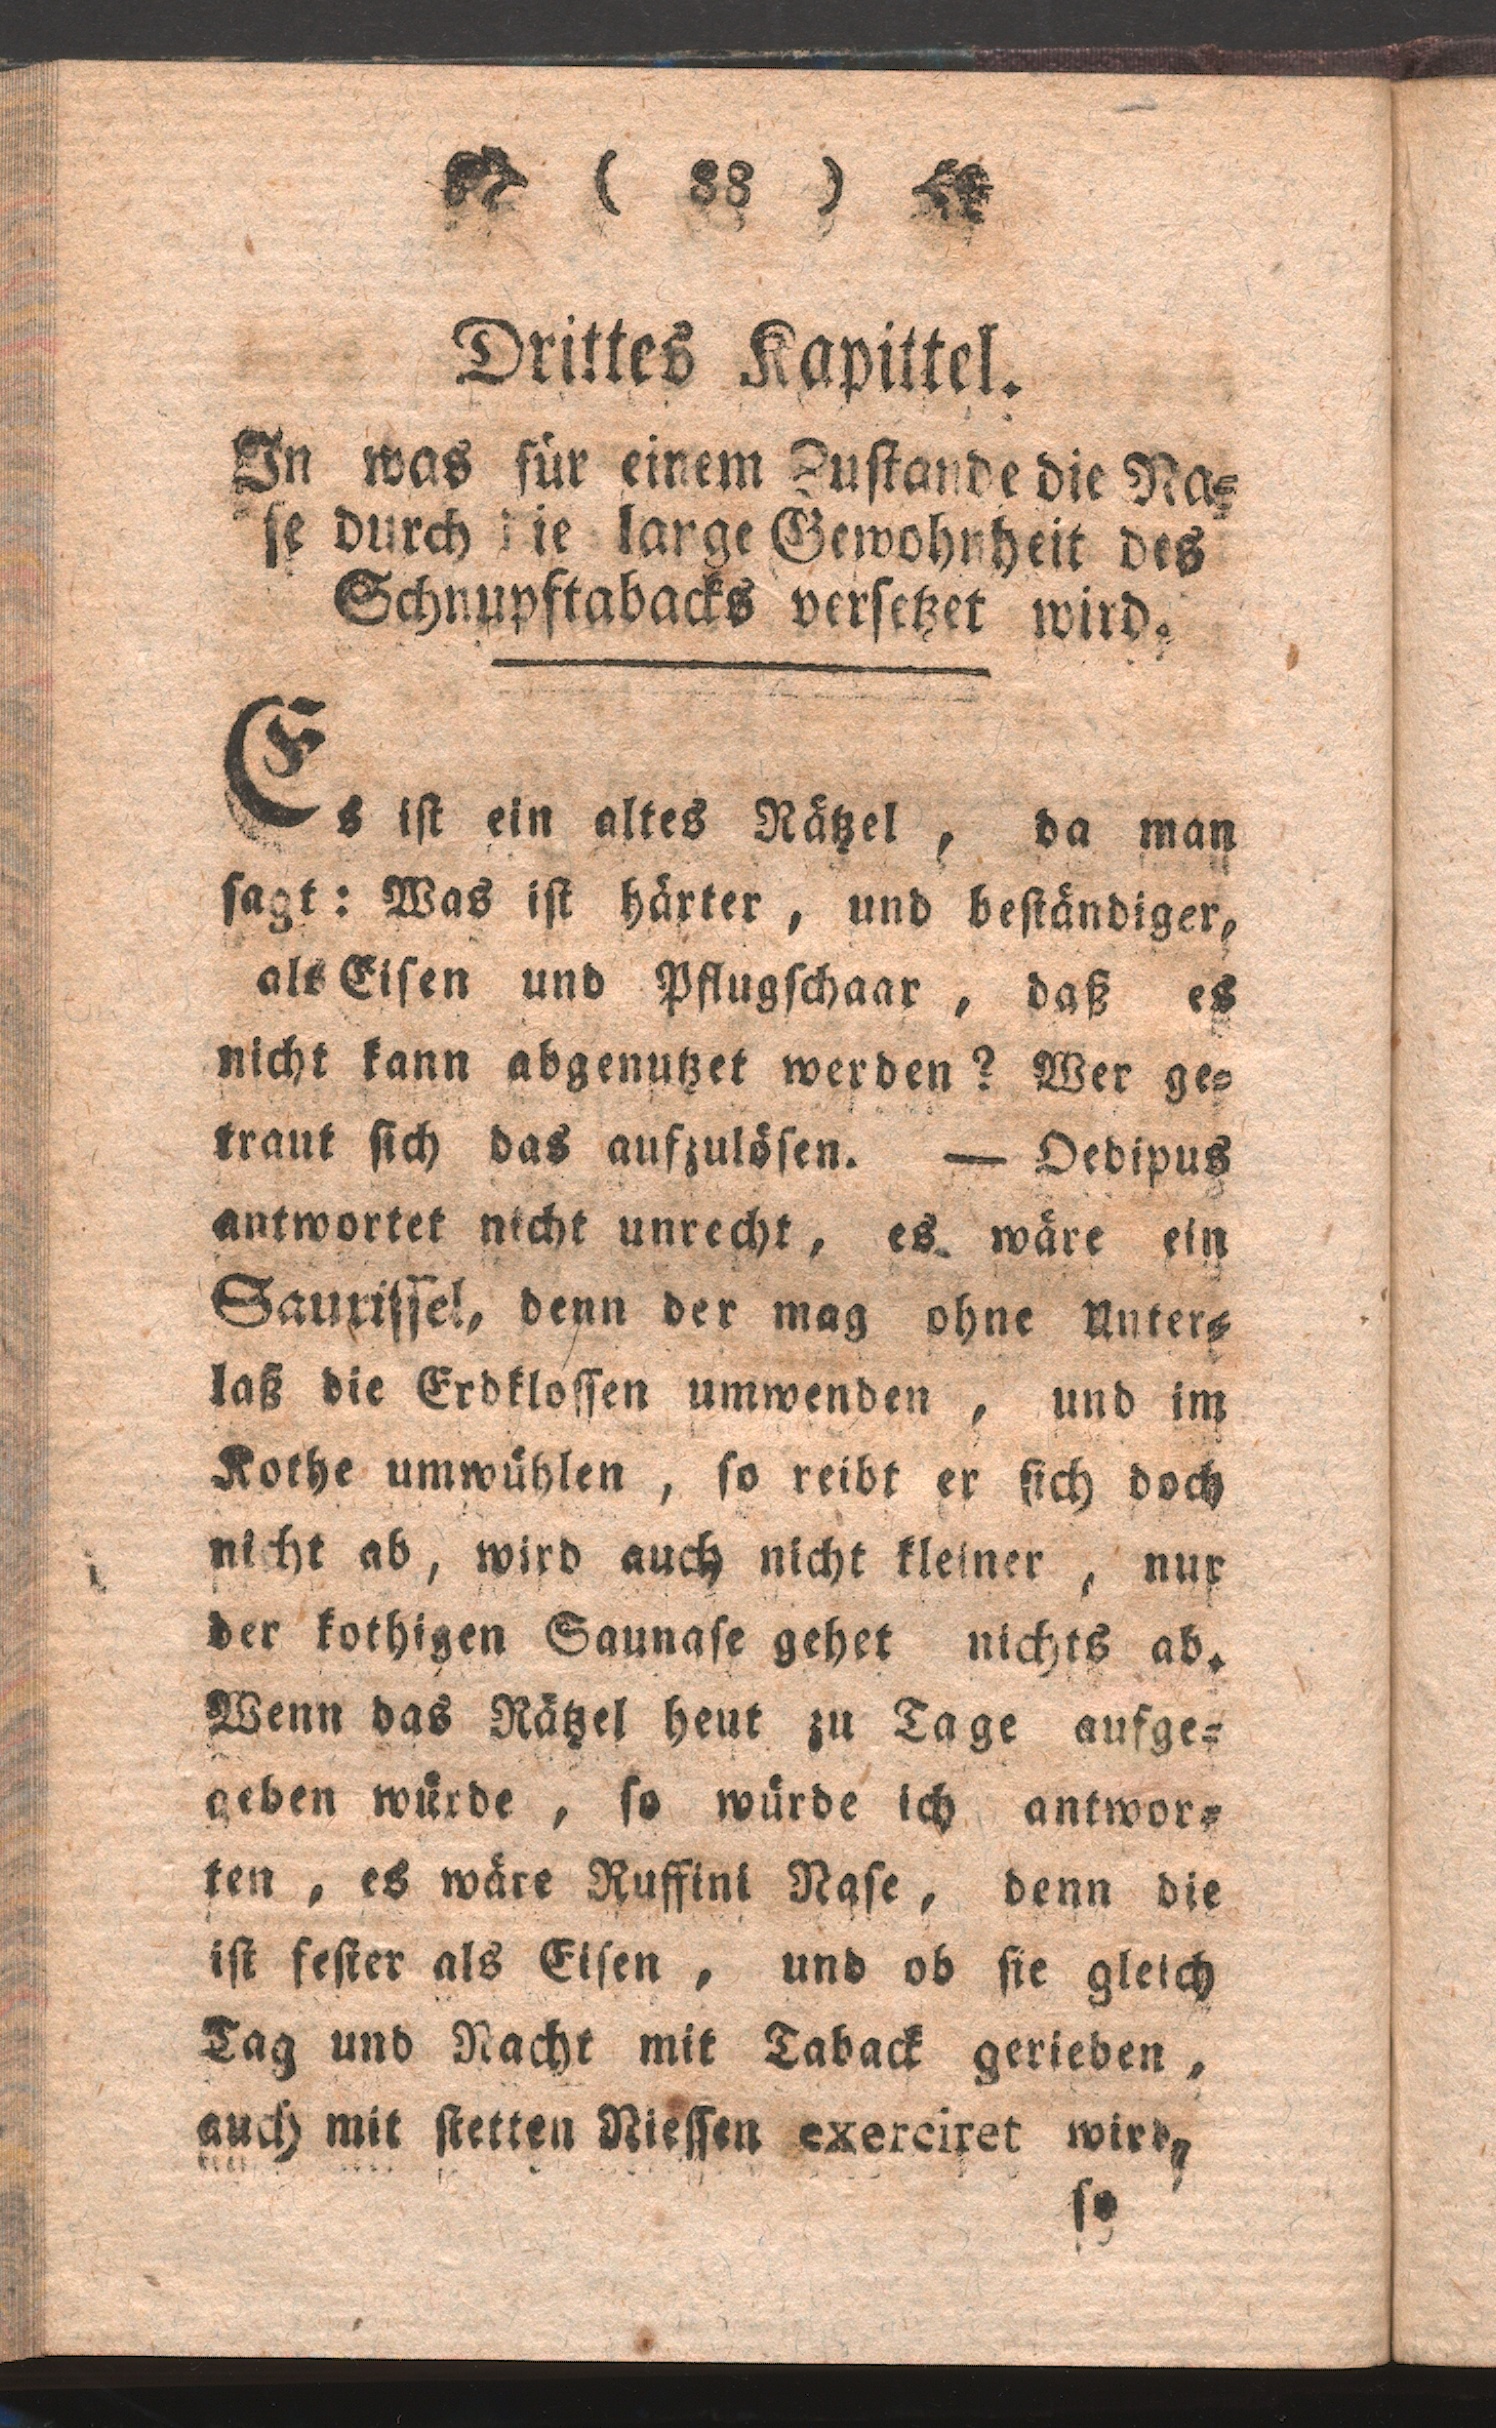 ( 88 )
Drittes Kapittel.
In was für einem Zustande die Na⸗
ſe durch die large Gewohnheit des
Schnupftabacks verſetzet wird.
Es iſt ein altes Rätzel, da man
ſagt: Was iſt härter, und beſtändiger,
als Eiſen und Pflugſchaar, daß es
nicht kann abgenutzet werden? Wer ge⸗
traut ſich das aufzulöſen. — Oedipus
antwortet nicht unrecht, es wäre ein
Sauriſſel, denn der mag ohne Unter⸗
laß die Erdkloſſen umwenden, und im
Kothe umwühlen, ſo reibt er ſich doch
nicht ab, wird auch nicht kleiner, nur
der kothigen Saunaſe gehet nichts ab.
Wenn das Rätzel heut zu Tage aufge⸗
geben würde, ſo würde ich antwor⸗
ten, es wäre Ruffini Naſe, denn die
iſt feſter als Eiſen, und ob ſie gleich
Tag und Nacht mit Taback gerieben,
auch mit ſtetten Nieſſen exerciret wird,
ſo